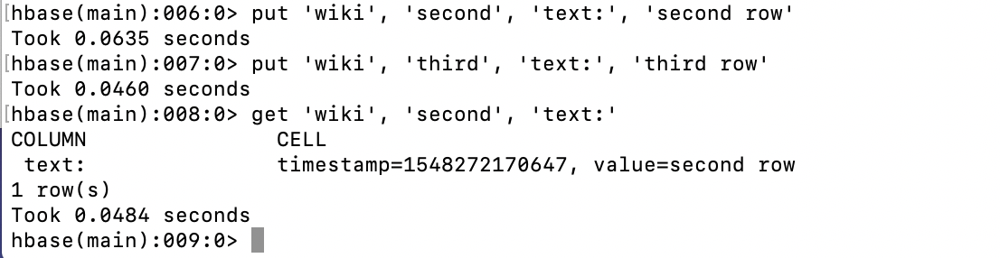 [hbase(main):006:0> put 'wiki', 'second', 'text:', 'second row'
Took 0.0635 seconds
[hbase(main):007:0> put 'wiki', 'third', 'text:', 'third row'
Took 0.0460 seconds
[hbase(main):008:0> get 'wiki', 'second', 'text:'
COLUMN                CELL
 text:                timestamp=1548272170647, value=second row
1 row(s)
Took 0.0484 seconds
hbase(main):009:0>